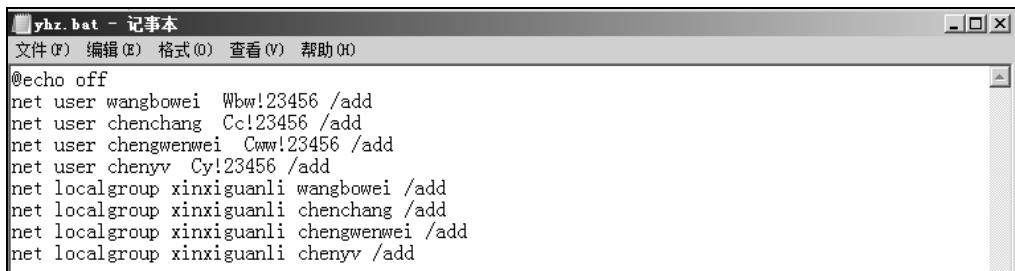 yhz.bat - 记事本
文件(F) 编辑(E) 格式(O) 查看(V) 帮助(H)
@echo off
net user wangbowei  Wbw!23456 /add
net user chenchang  Cc!23456 /add
net user chengwenwei  Cww!23456 /add
net user chenyv  Cy!23456 /add
net localgroup xinxiguanli wangbowei /add
net localgroup xinxiguanli chenchang /add
net localgroup xinxiguanli chengwenwei /add
net localgroup xinxiguanli chenyv /add